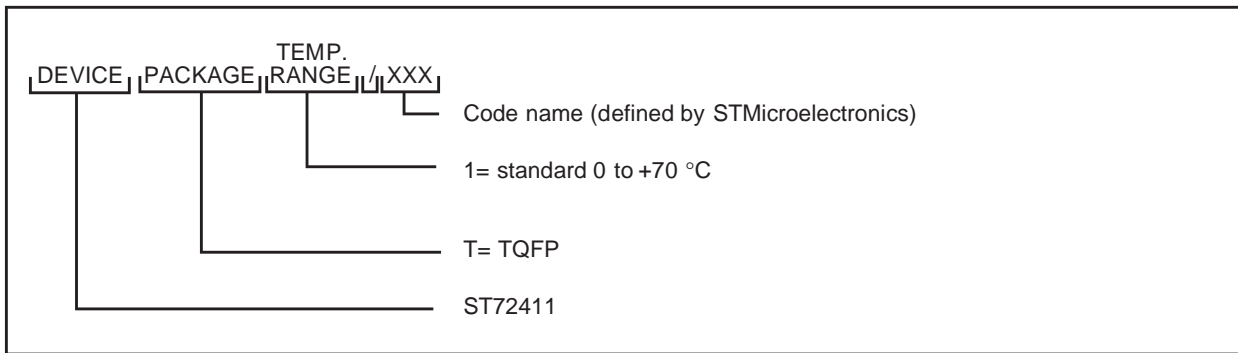 TEMP.
DEVICE PACKAGE RANGE / XXX
Code name (defined by STMicroelectronics)
1= standard 0 to +70 °C
T= TQFP
ST72411